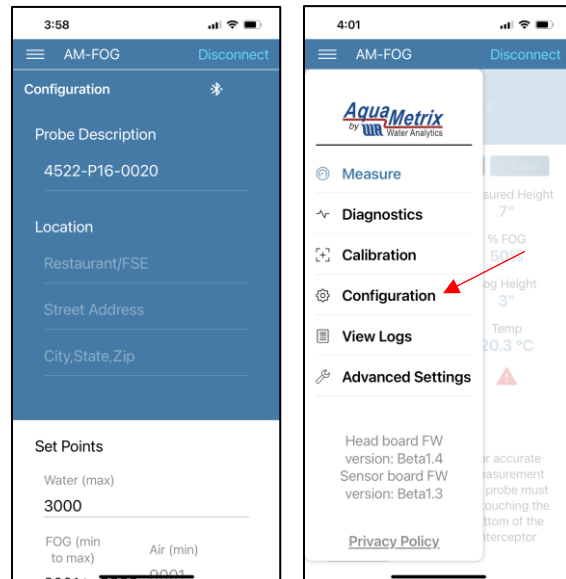 3:58
AM-FOG
Disconnect
Configuration
Probe Description
4522-P16-0020
Location
Restaurant/FSE
Street Address
City,State,Zip
Set Points
Water (max)
3000
FOG (min
to max)
Air (min)
9001
4:01
AM-FOG
Disconnect
AquaMetrix
by WR Water Analytics
Measure
Diagnostics
Calibration
Configuration
View Logs
Advanced Settings
Head board FW
version: Beta1.4
Sensor board FW
version: Beta1.3
Privacy Policy
sured Height
7"
% FOG
50%
og Height
3"
Temp
20.3 °C
r accurate
easurement
probe must
touching the
ttom of the
nterceptor